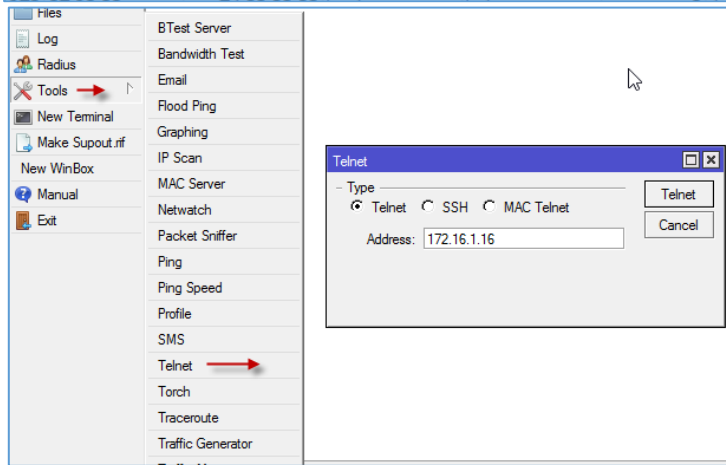 Files
Log
Radius
Tools
New Terminal
Make Supout.rif
New WinBox
Manual
Exit
BTest Server
Bandwidth Test
Email
Flood Ping
Graphing
IP Scan
MAC Server
Netwatch
Packet Sniffer
Ping
Ping Speed
Profile
SMS
Telnet
Torch
Traceroute
Traffic Generator
Telnet
Type
Telnet SSH MAC Telnet
Address: 172.16.1.16
Telnet
Cancel